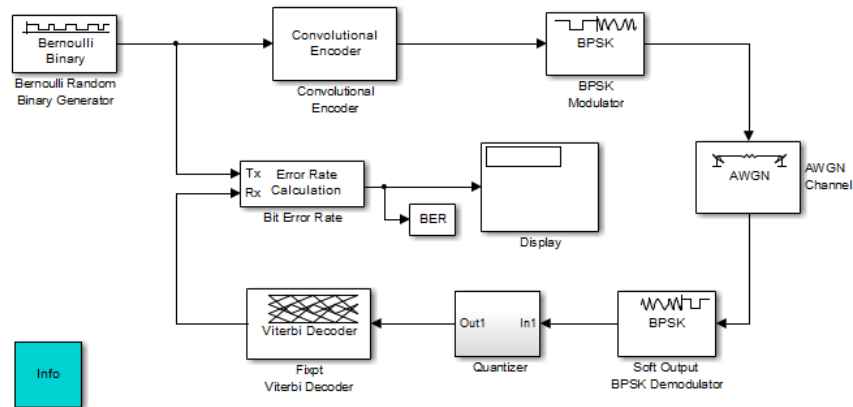 Bernoulli
Binary
Bernoulli Random
Binary Generator
Convolutional
Encoder
Convolutional
Encoder
BPSK
BPSK
Modulator
AWGN
AWGN
Channel
Tx
Rx
Error Rate
Calculation
Bit Error Rate
BER
Display
Viterbi Decoder
Fixpt
Viterbi Decoder
Out1
In1
Quantizer
BPSK
Soft Output
BPSK Demodulator
Info